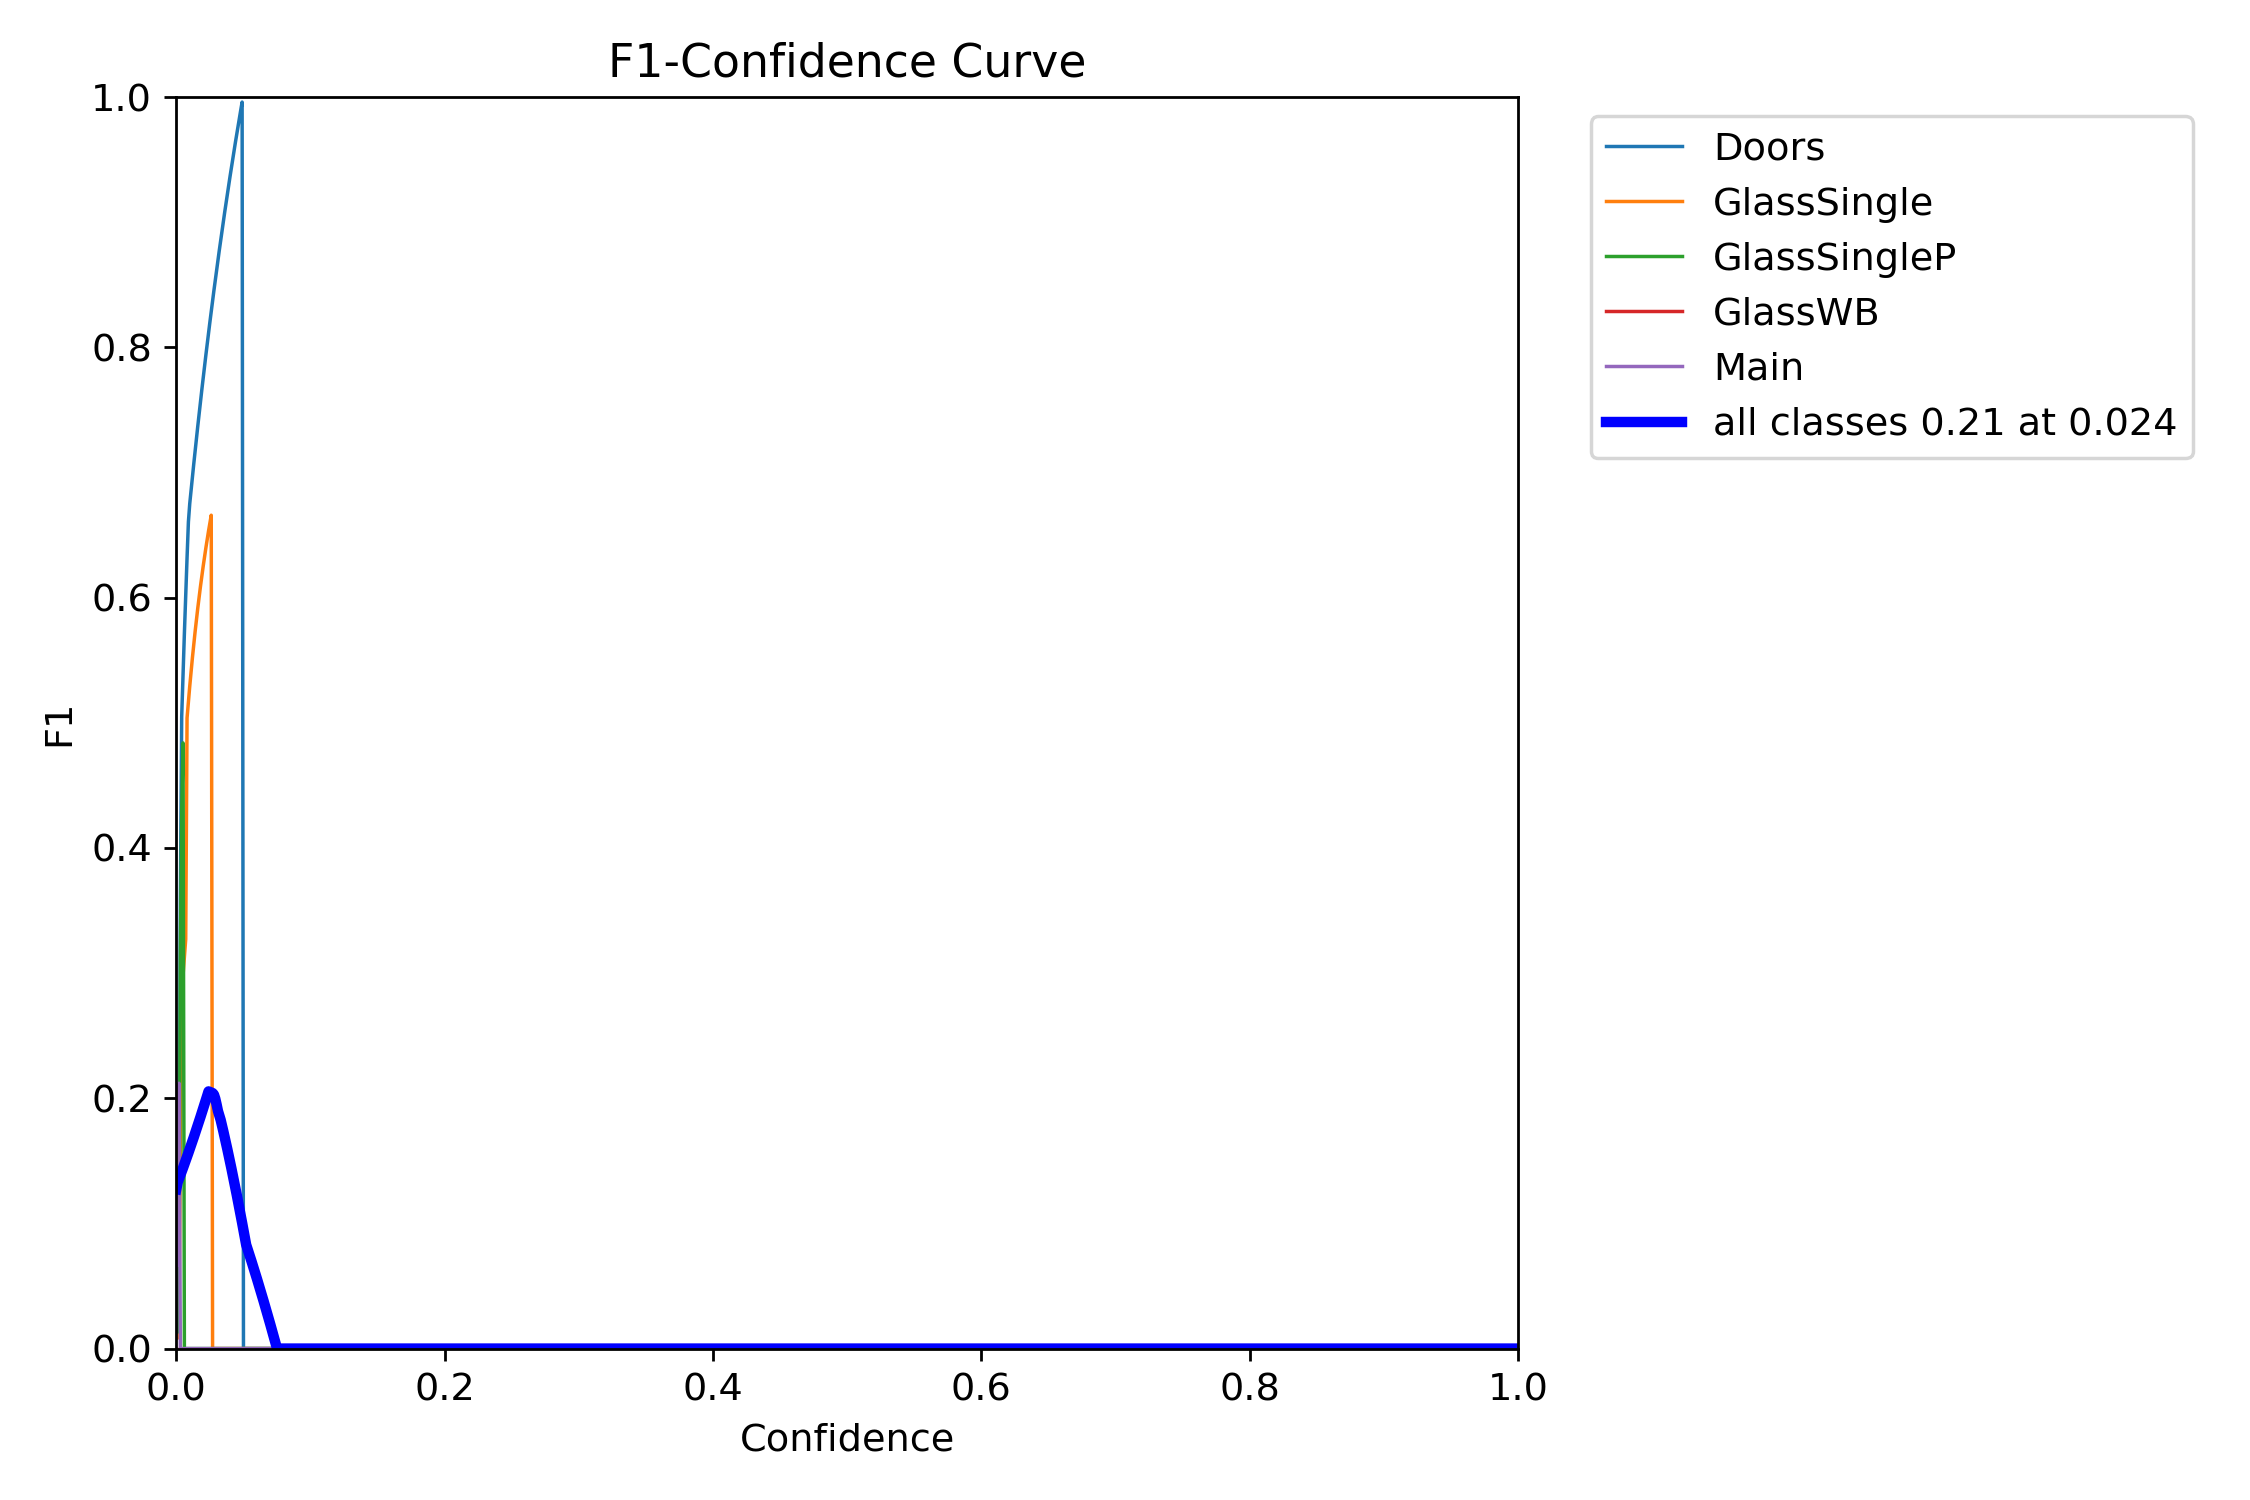 F1-Confidence Curve
1.0
0.8
0.6
0.4
0.2
0.0
F1
0.0 0.2 0.4 0.6 0.8 1.0
Confidence
Doors
GlassSingle
GlassSingleP
GlassWB
Main
all classes 0.21 at 0.024